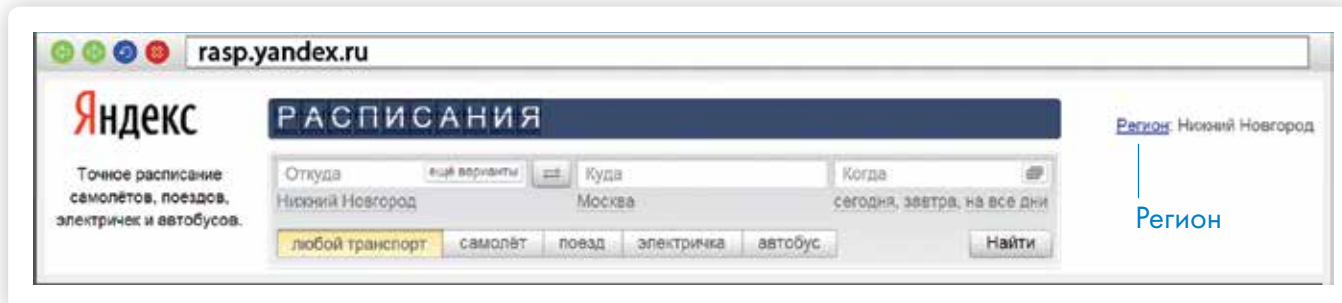 rasp.yandex.ru
Яндекс
РАСПИСАНИЯ
Регион: Нижний Новгород
Точное расписание
самолётов, поездов,
электричек и автобусов.
Откуда ещё варианты Куда Когда
Нижний Новгород Москва сегодня, завтра, на все дни
любой транспорт самолёт поезд электричка автобус Найти
Регион